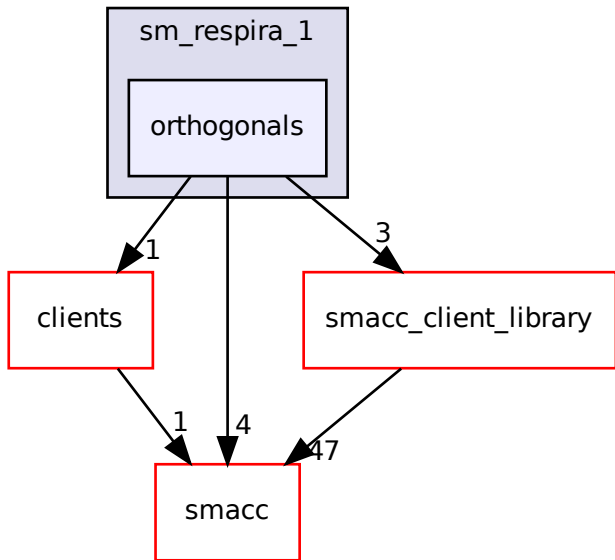 sm_respira_1
orthogonals
1
3
clients
smacc_client_library
1
4
47
smacc